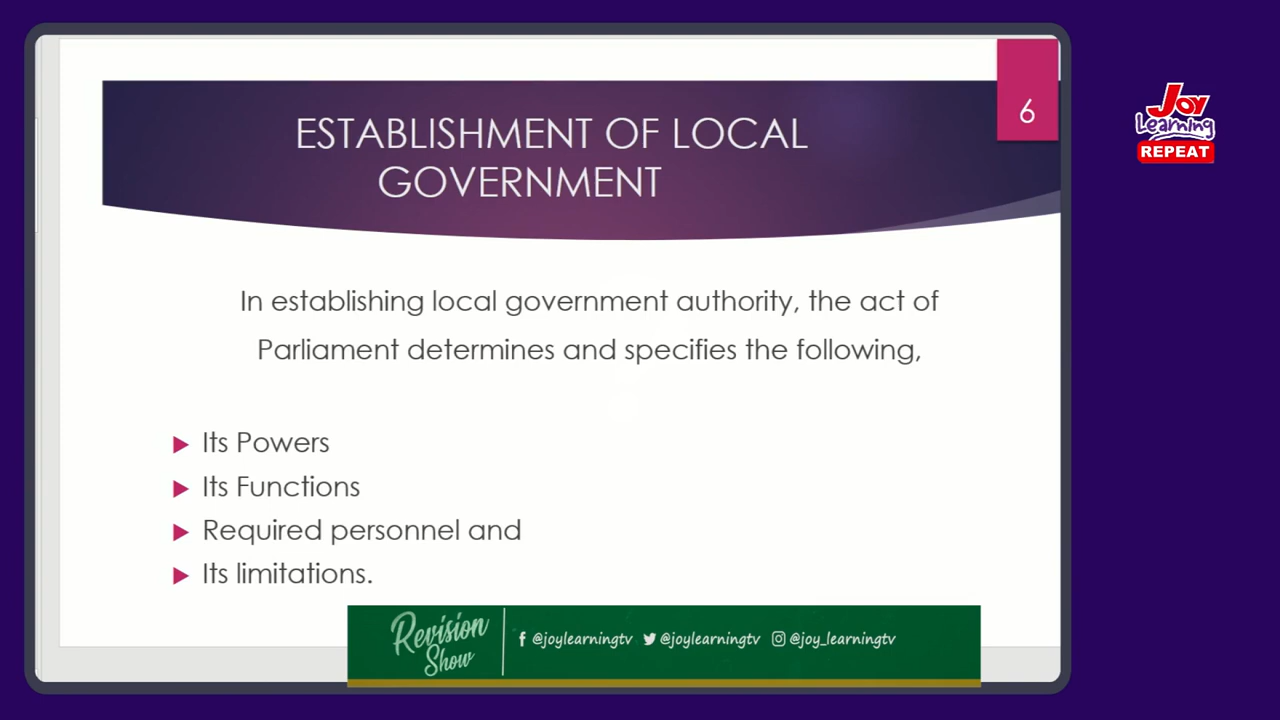 6
JOY
Learning
REPEAT
ESTABLISHMENT OF LOCAL
GOVERNMENT
In establishing local government authority, the act of
Parliament determines and specifies the following,
Its Powers
Its Functions
Required personnel and
Its limitations.
Revision
Show
@joylearningtv @joylearningtv @joy_learningtv